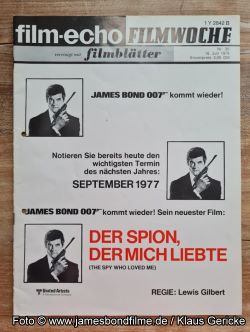 1 Y 2842 B
film-echo FILMWOCHE
vereinigt mit filmblätter
JAMES BOND 007 kommt wieder!
Notieren Sie bereits heute den
wichtigsten Termin
des nächsten Jahres:
SEPTEMBER 1977
JAMES BOND 007 kommt wieder! Sein neuester Film:
DER SPION,
DER MICH LIEBTE
(THE SPY WHO LOVED ME)
United Artists
REGIE: Lewis Gilbert
Foto © www.jamesbondfilme.de / Klaus Gericke